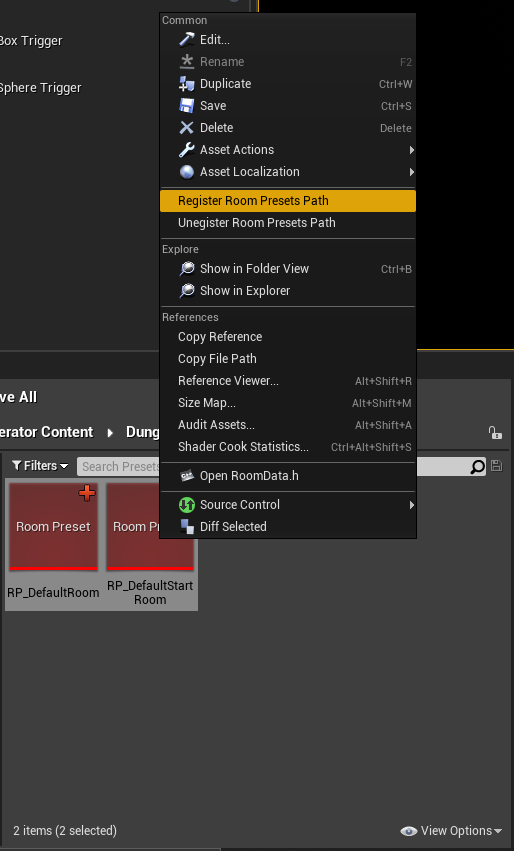 Box Trigger
Sphere Trigger
Common
Edit...
Rename F2
Duplicate Ctrl+W
Save Ctrl+S
Delete Delete
Asset Actions
Asset Localization
Register Room Presets Path
Unegister Room Presets Path
Explore
Show in Folder View Ctrl+B
Show in Explorer
References
Copy Reference
Copy File Path
Reference Viewer... Alt+Shift+R
Size Map... Alt+Shift+M
Audit Assets... Alt+Shift+A
Shader Cook Statistics... Ctrl+Alt+Shift+S
Open RoomData.h
Source Control
Diff Selected
ve All
erator Content Dung
Filters Search Presets
Room Preset Room Pr
RP_DefaultRoom RP_DefaultStart
Room
2 items (2 selected) View Options